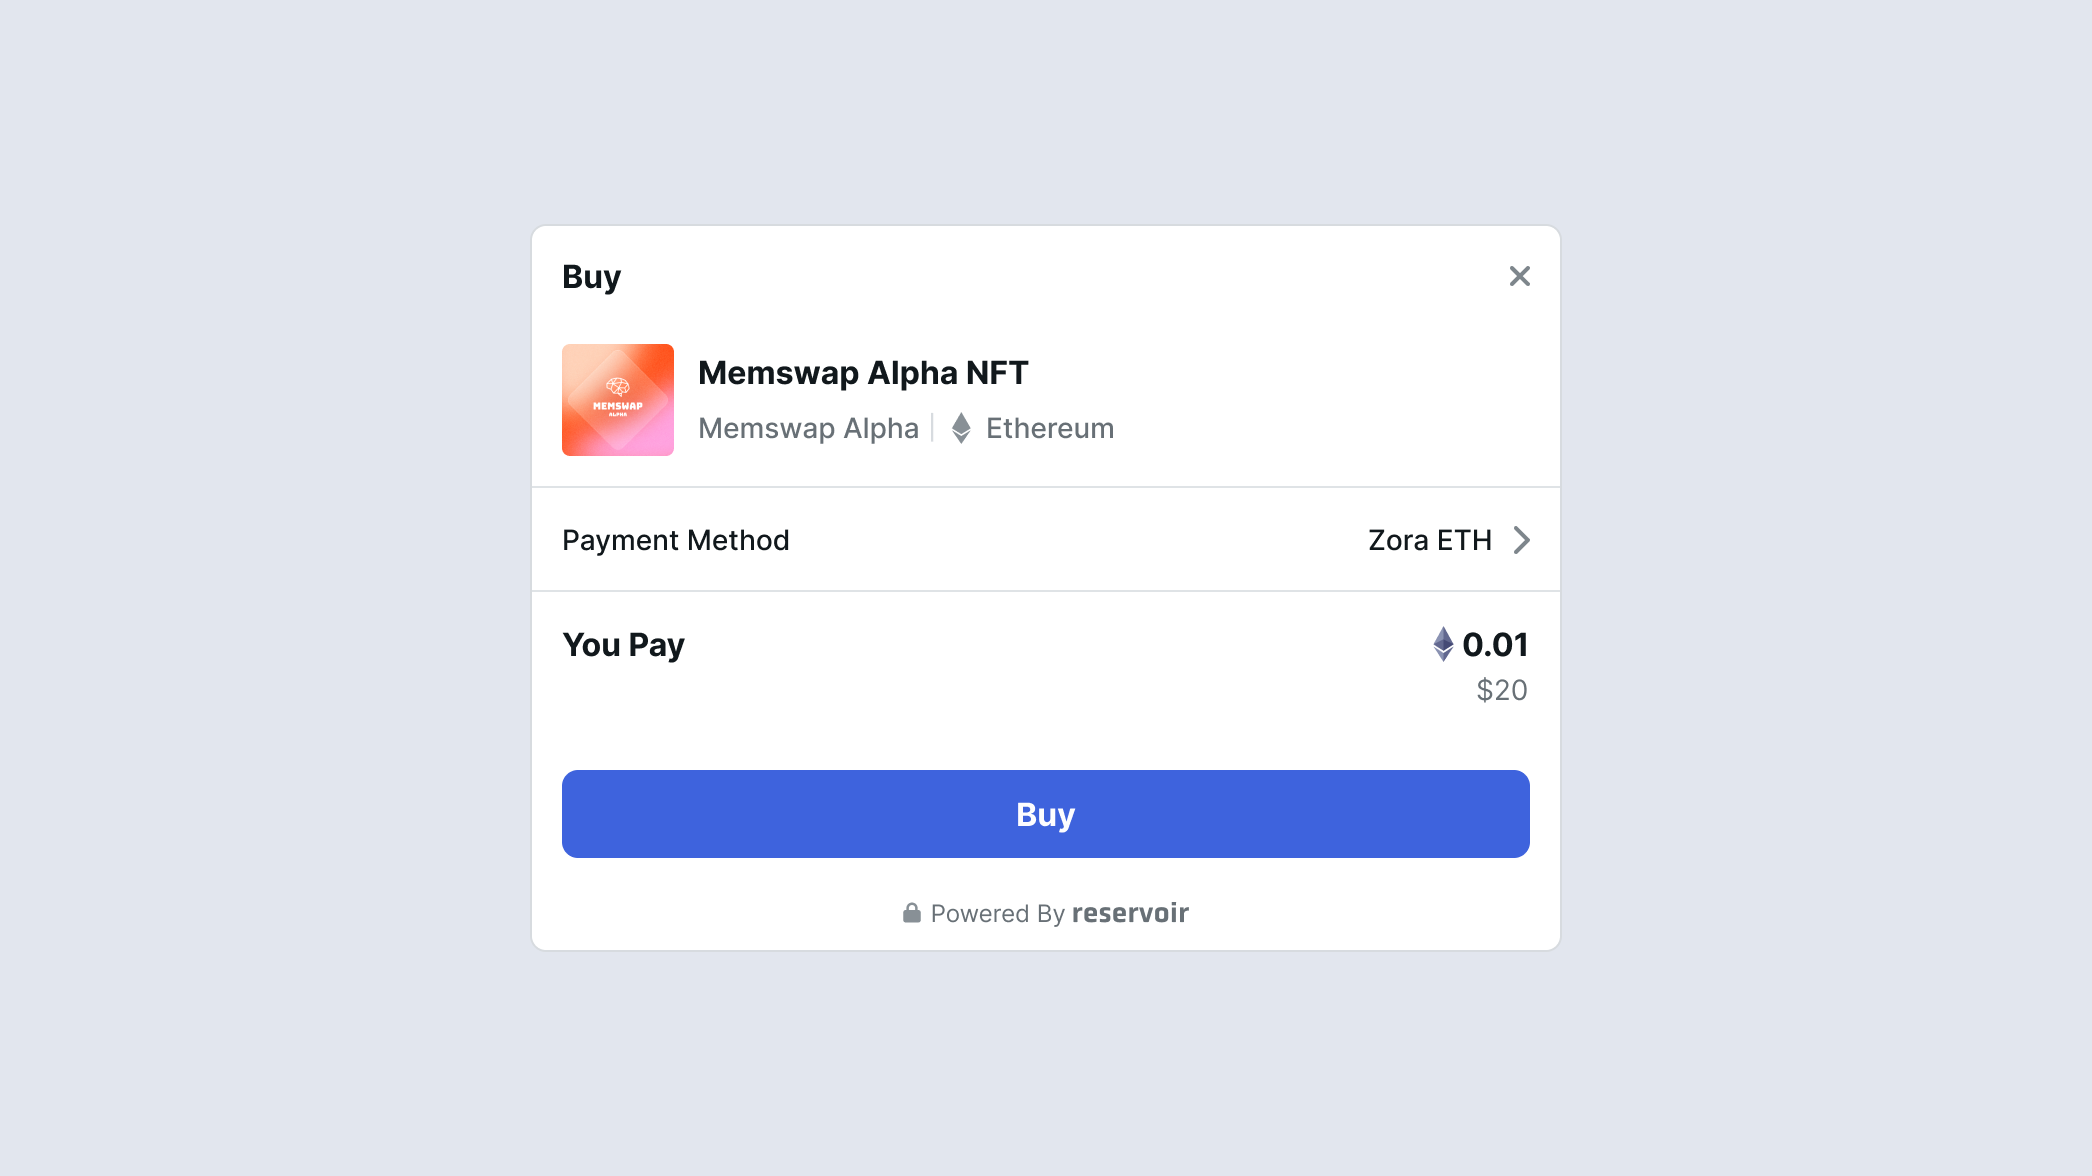 Buy
MEMSWAP
ALPHA
Memswap Alpha NFT
Memswap Alpha | Ethereum
Payment Method Zora ETH
You Pay 0.01
$20
Buy
Powered By reservoir